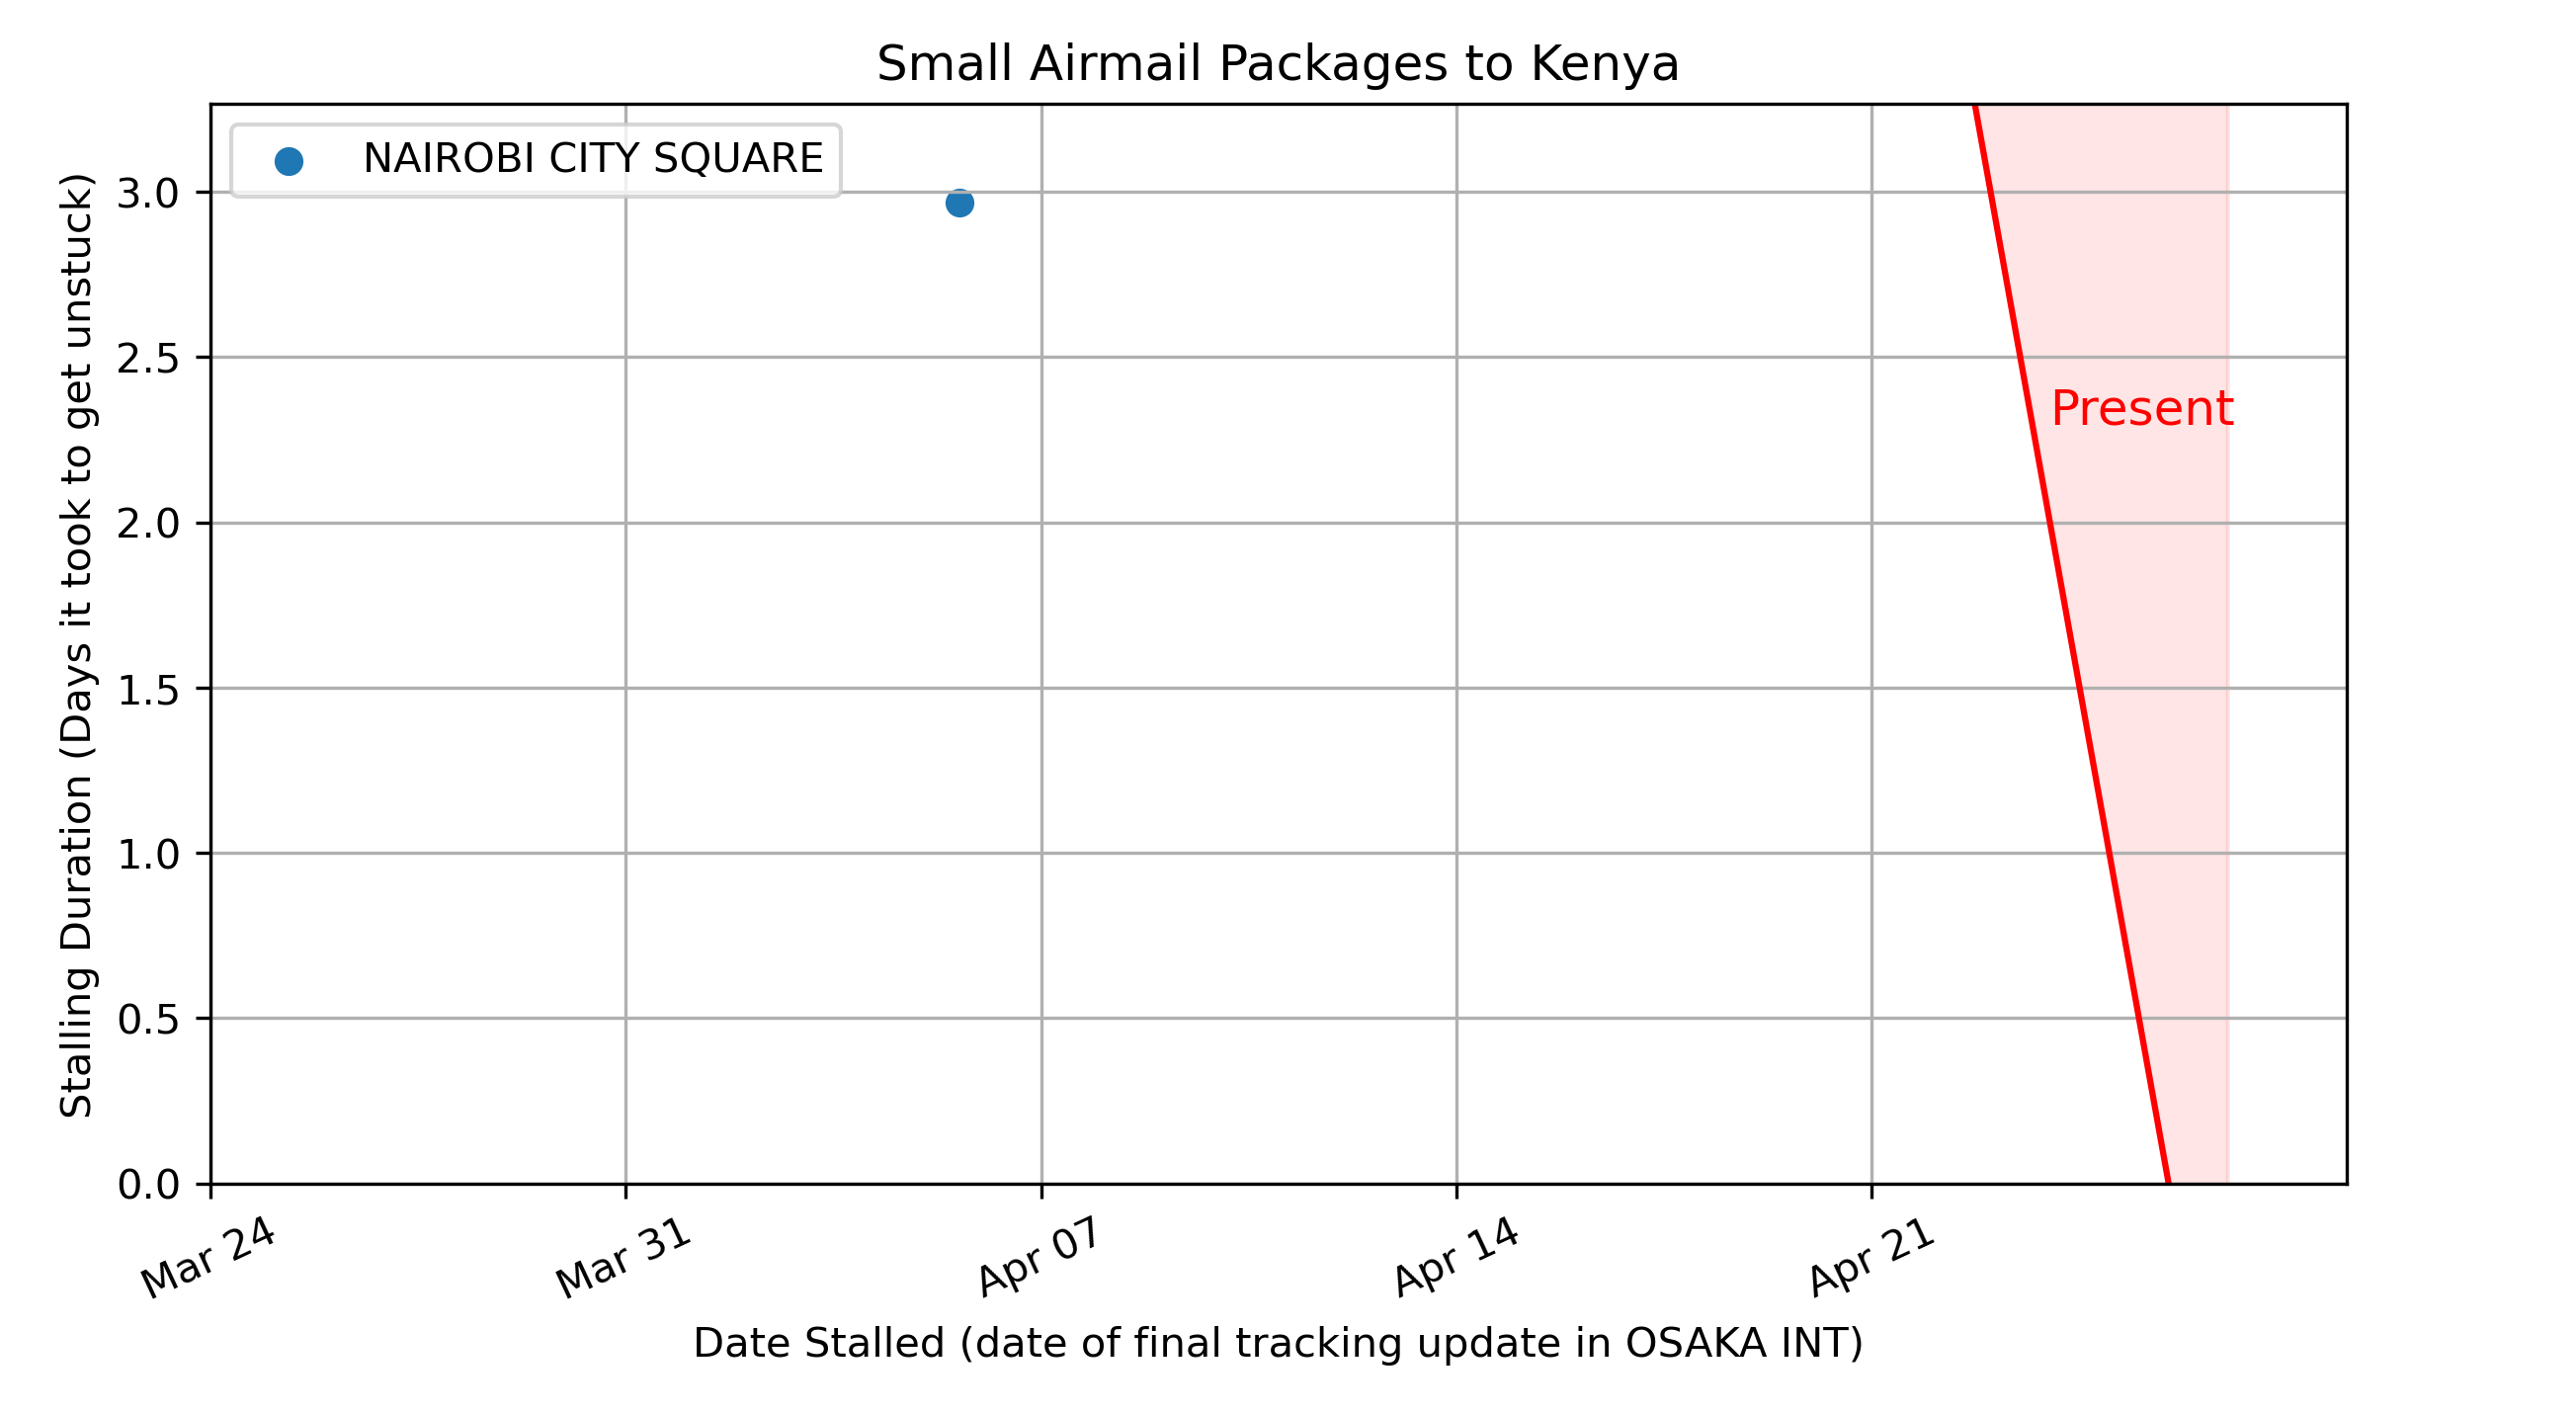 Small Airmail Packages to Kenya
NAIROBI CITY SQUARE
Stalling Duration (Days it took to get unstuck)
3.0
2.5
2.0
1.5
1.0
0.5
0.0
Present
Mar 24
Mar 31
Apr 07
Apr 14
Apr 21
Date Stalled (date of final tracking update in OSAKA INT)